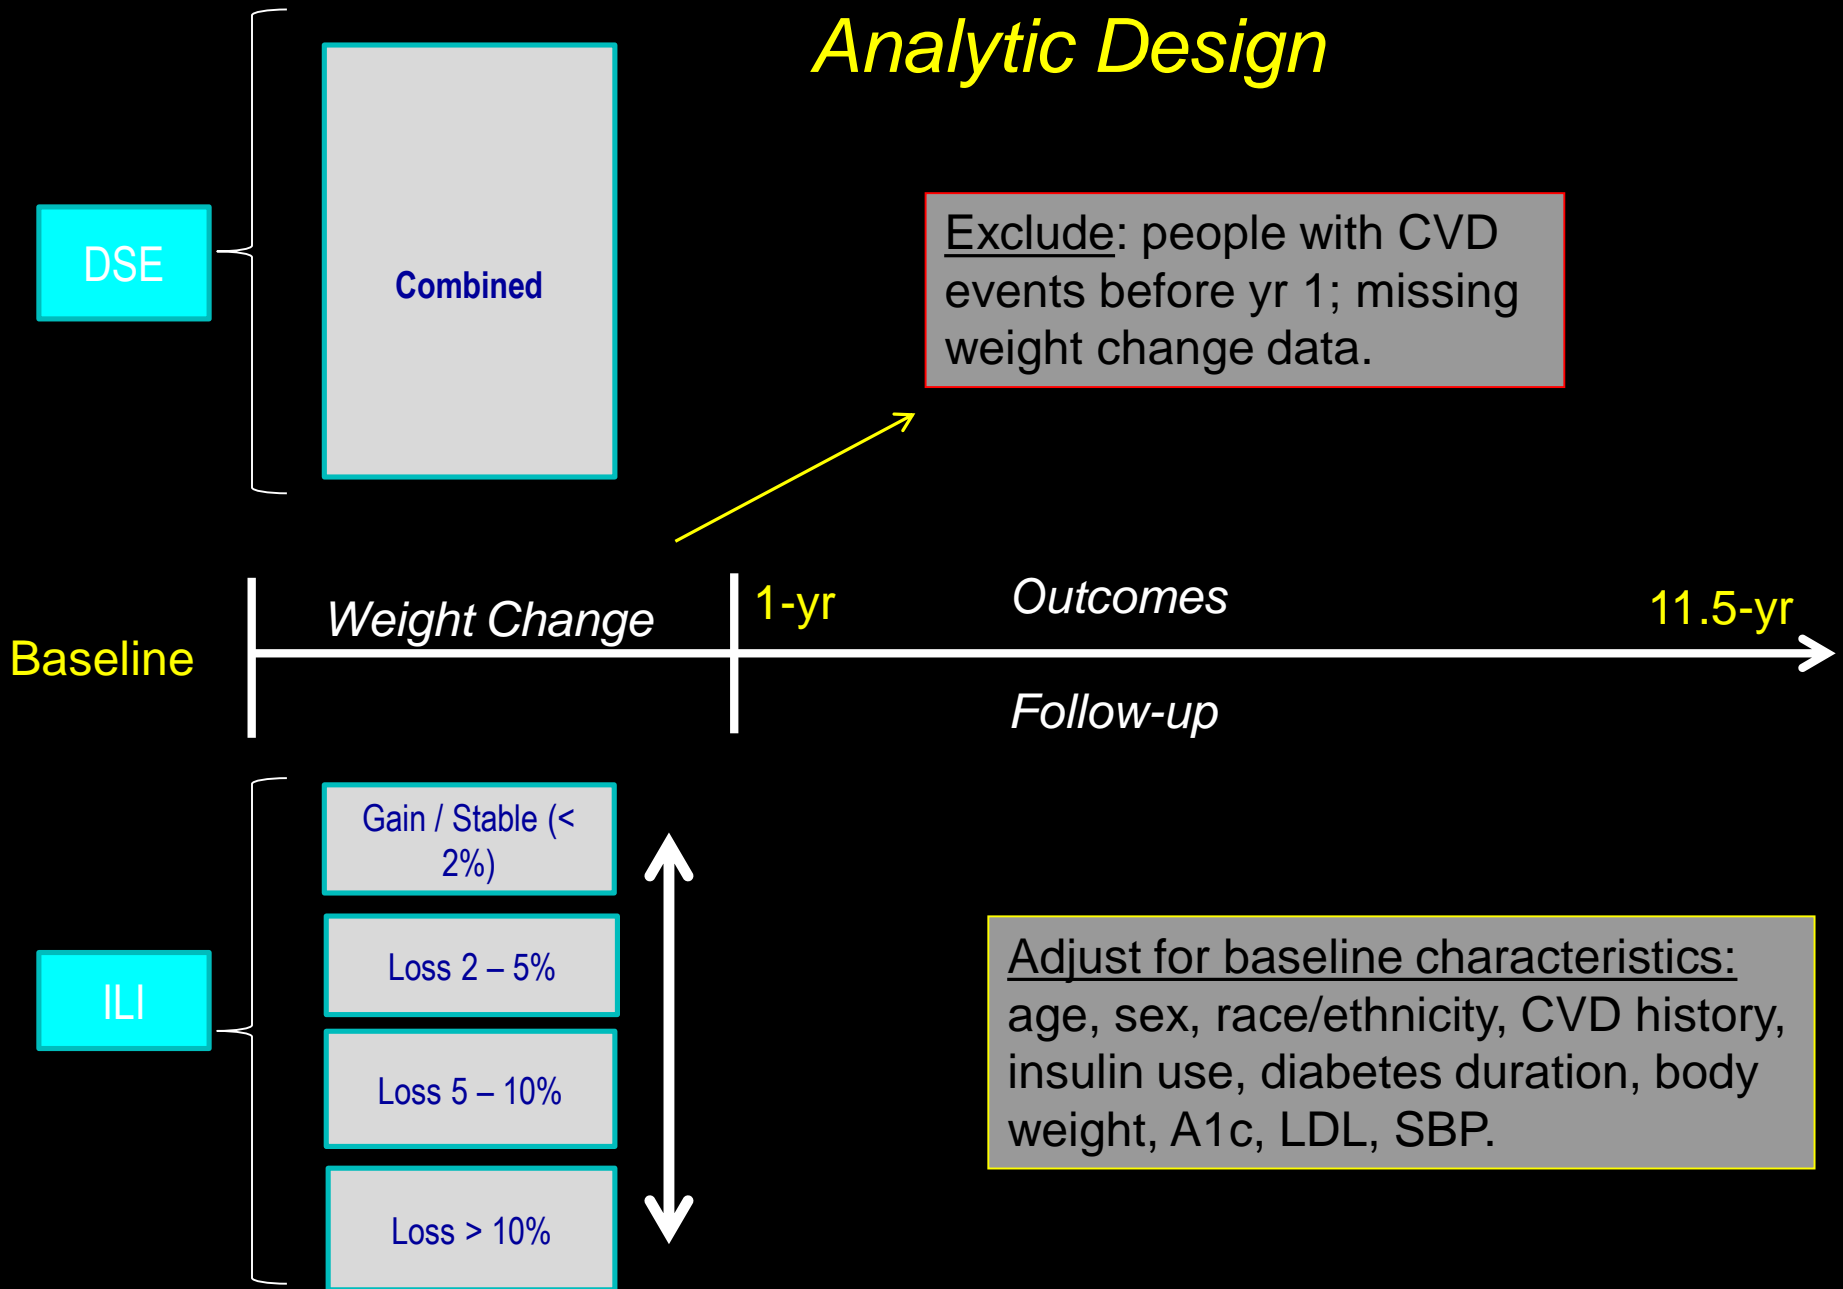 Analytic Design
DSE
Combined
Exclude: people with CVD
events before yr 1; missing
weight change data.
Baseline
Weight Change
1-yr
Outcomes
11.5-yr
Follow-up
ILI
Gain / Stable (<
2%)
Loss 2 – 5%
Loss 5 – 10%
Loss > 10%
Adjust for baseline characteristics:
age, sex, race/ethnicity, CVD history,
insulin use, diabetes duration, body
weight, A1c, LDL, SBP.